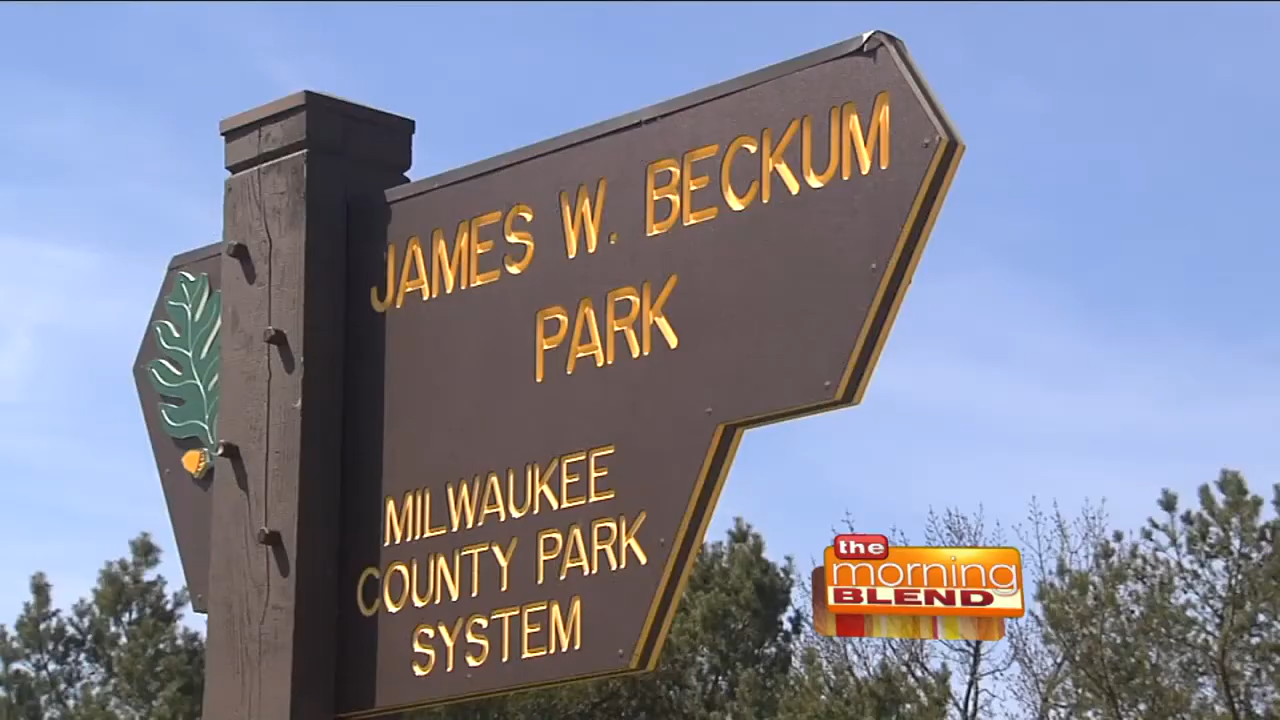 JAMES W. BECKUM
PARK
MILWAUKEE
COUNTY PARK
SYSTEM
the
morning
BLEND